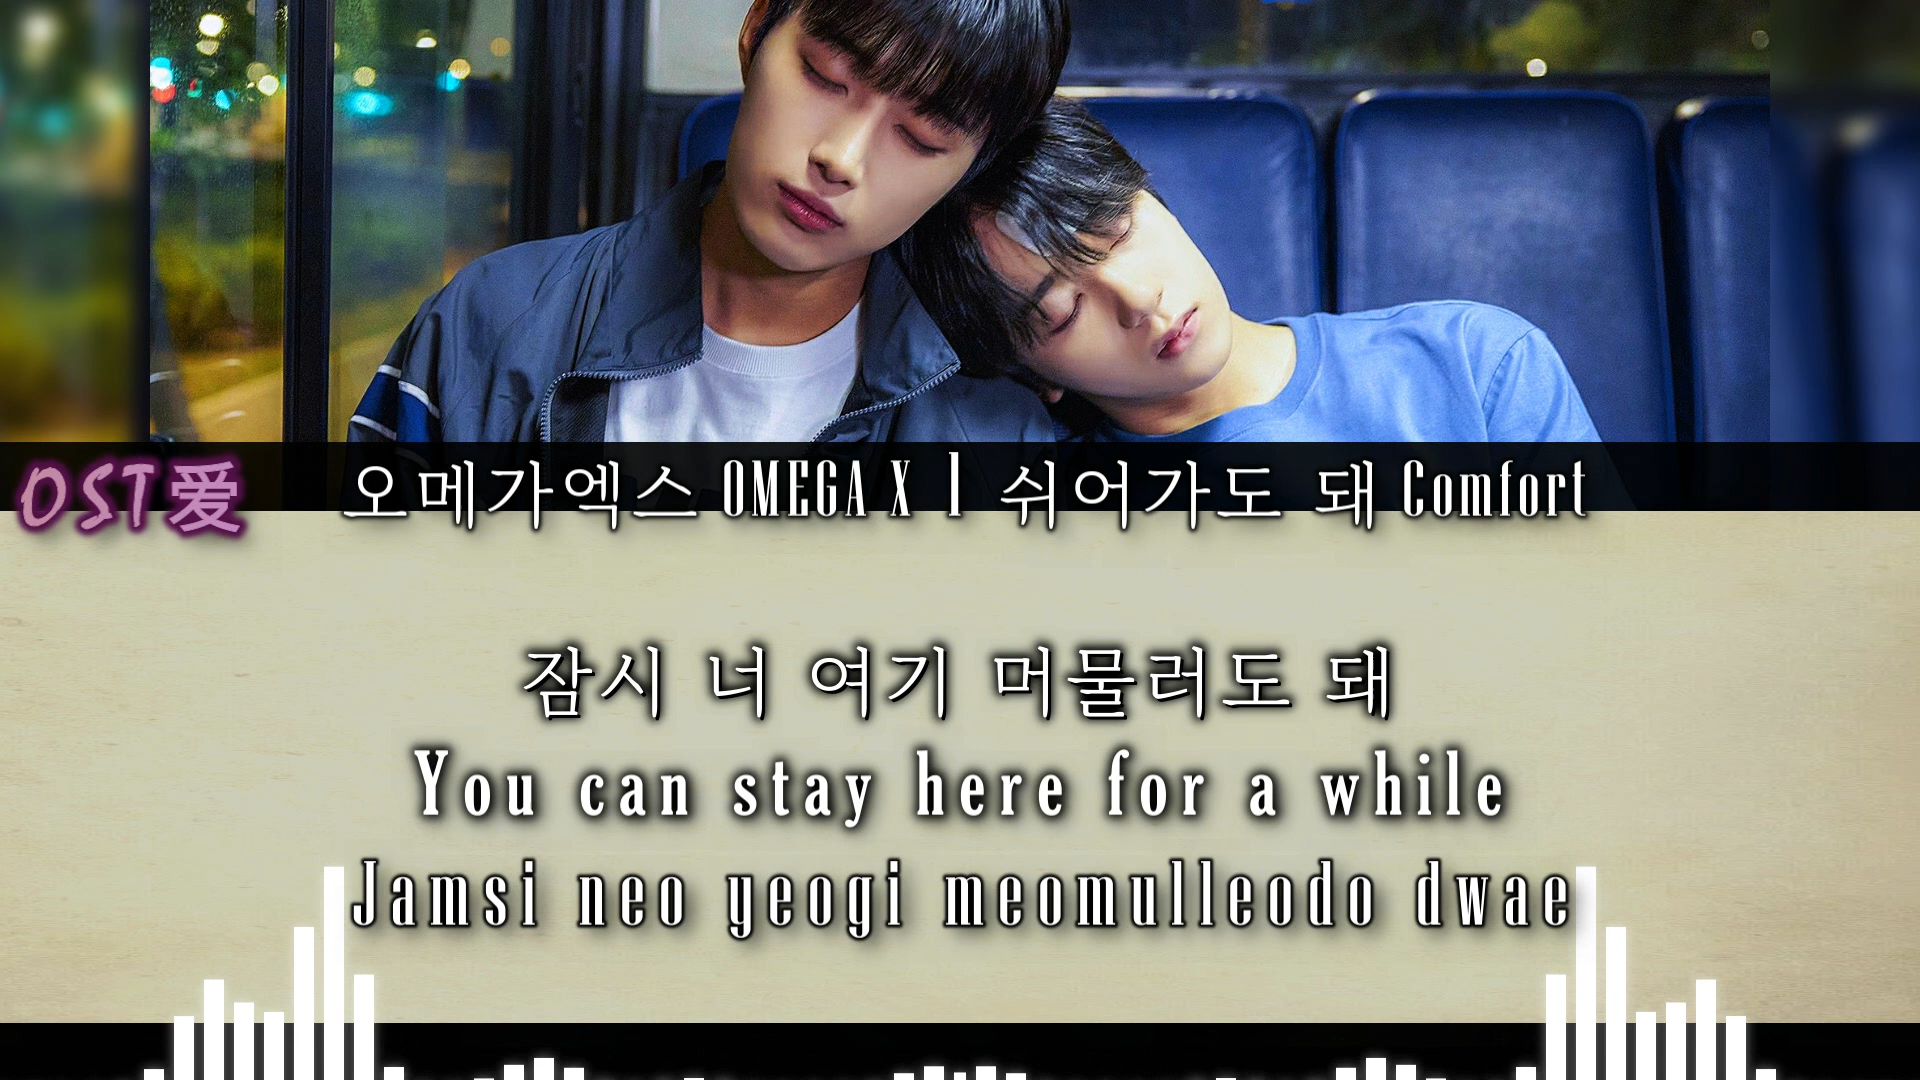 OST爱
오메가엑스 OMEGA X | 쉬어가도 돼 Comfort
잠시 너 여기 머물러도 돼
You can stay here for a while
Jamsi neo yeogi meomulleodo dwae